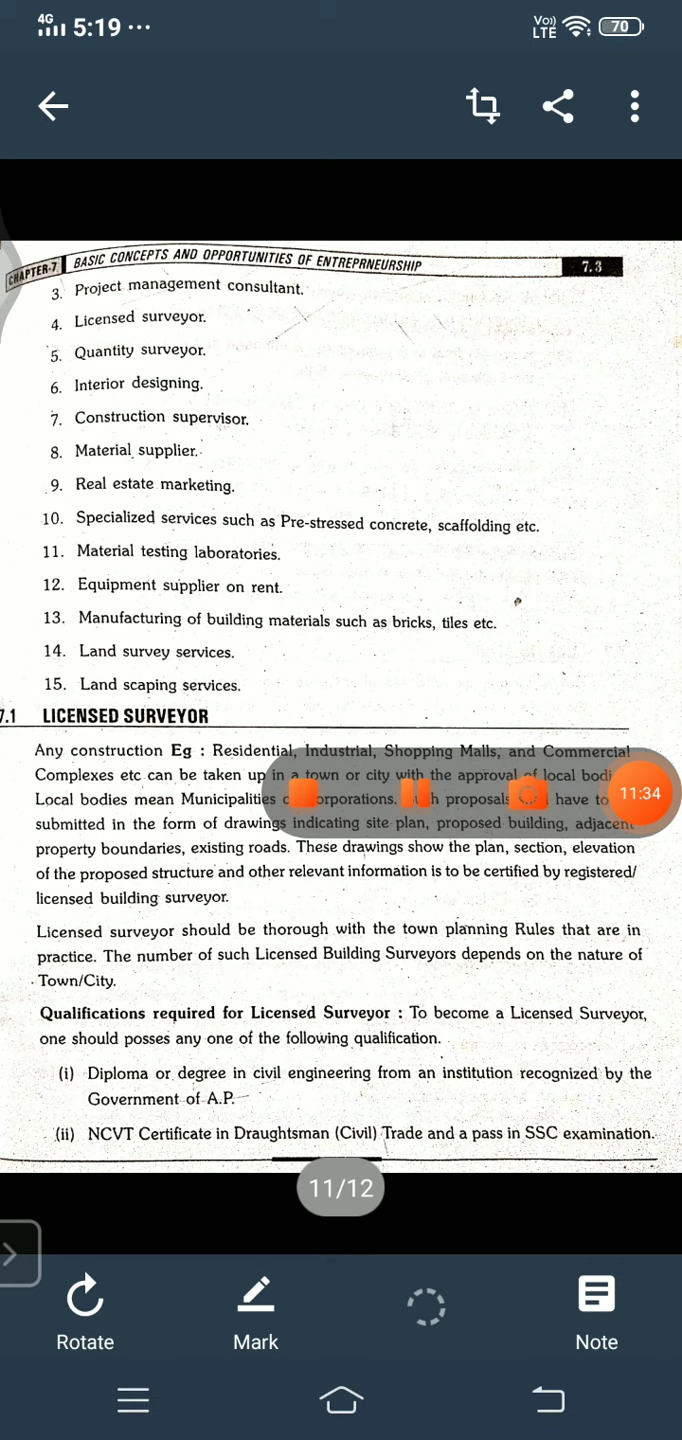 4G 5:19 ... Vo)) LTE 70
CHAPTER-7 BASIC CONCEPTS AND OPPORTUNITIES OF ENTREPRNEURSHIP 7.3
3. Project management consultant.
4. Licensed surveyor.
5. Quantity surveyor.
6. Interior designing.
7. Construction supervisor.
8. Material supplier.
9. Real estate marketing.
10. Specialized services such as Pre-stressed concrete, scaffolding etc.
11. Material testing laboratories.
12. Equipment supplier on rent.
13. Manufacturing of building materials such as bricks, tiles etc.
14. Land survey services.
15. Land scaping services.
7.1 LICENSED SURVEYOR
Any construction Eg : Residential, Industrial, Shopping Malls, and Commercial
Complexes etc can be taken up in a town or city with the approval of local
Local bodies mean Municipalities proposals have to
11:34
submitted in the form of drawings indicating site plan, proposed building, adjacent
property boundaries, existing roads. These drawings show the plan, section, elevation
of the proposed structure and other relevant information is to be certified by registered/
licensed building surveyor.
Licensed surveyor should be thorough with the town planning Rules that are in
practice. The number of such Licensed Building Surveyors depends on the nature of
Town/City.
Qualifications required for Licensed Surveyor : To become a Licensed Surveyor,
one should posses any one of the following qualification.
(i) Diploma or degree in civil engineering from an institution recognized by the
Government of A.P.
(ii) NCVT Certificate in Draughtsman (Civil) Trade and a pass in SSC examination.
11/12
Rotate Mark Note